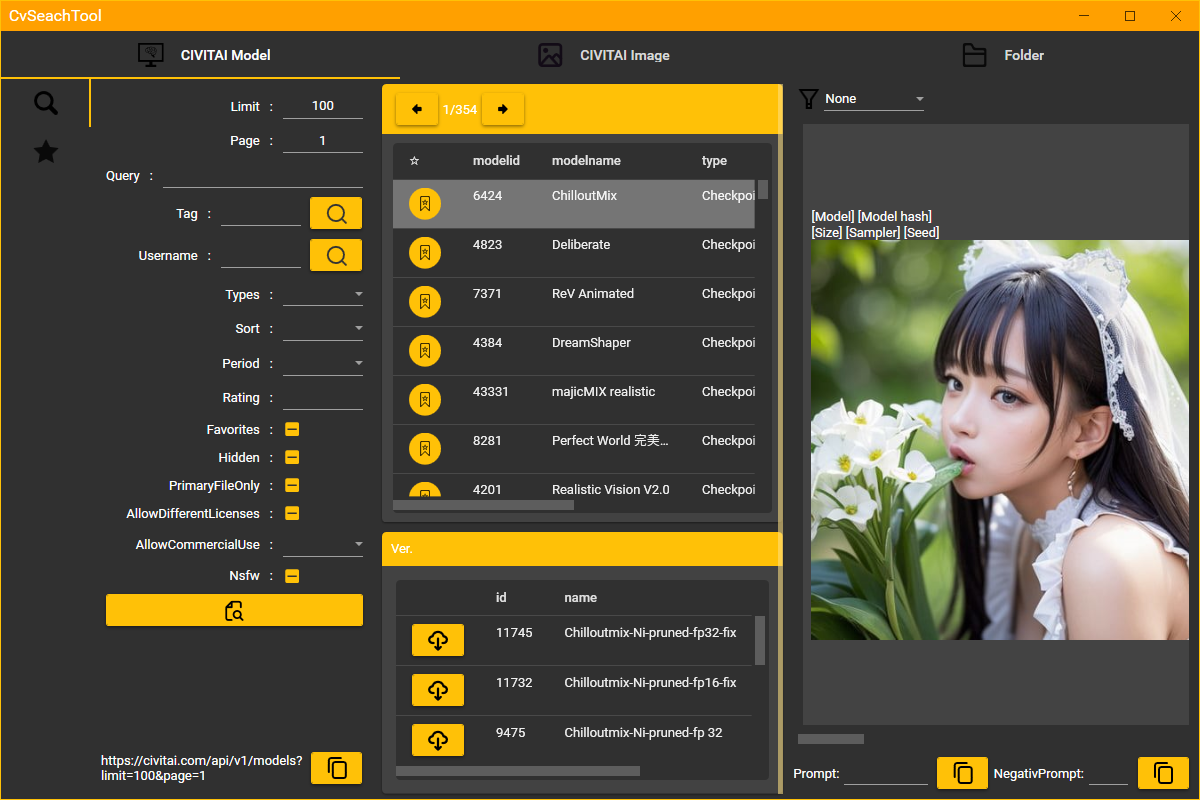 CvSeachTool
CIVITAI Model
CIVITAI Image
Folder
Limit : 100
Page : 1
Query :
Tag :
Username :
Types :
Sort :
Period :
Rating :
Favorites :
Hidden :
PrimaryFileOnly :
AllowDifferentLicenses :
AllowCommercialUse :
Nsfw :
https://civitai.com/api/v1/models?
limit=100&page=1
1/354
modelid modelname type
6424 ChilloutMix Checkpoi
4823 Deliberate Checkpoi
7371 ReV Animated Checkpoi
4384 DreamShaper Checkpoi
43331 majicMIX realistic Checkpoi
8281 Perfect World 完美... Checkpoi
4201 Realistic Vision V2.0 Checkpoi
Ver.
id name
11745 Chilloutmix-Ni-pruned-fp32-fix
11732 Chilloutmix-Ni-pruned-fp16-fix
9475 Chilloutmix-Ni-pruned-fp 32
None
[Model] [Model hash]
[Size] [Sampler] [Seed]
Prompt:
NegativPrompt: